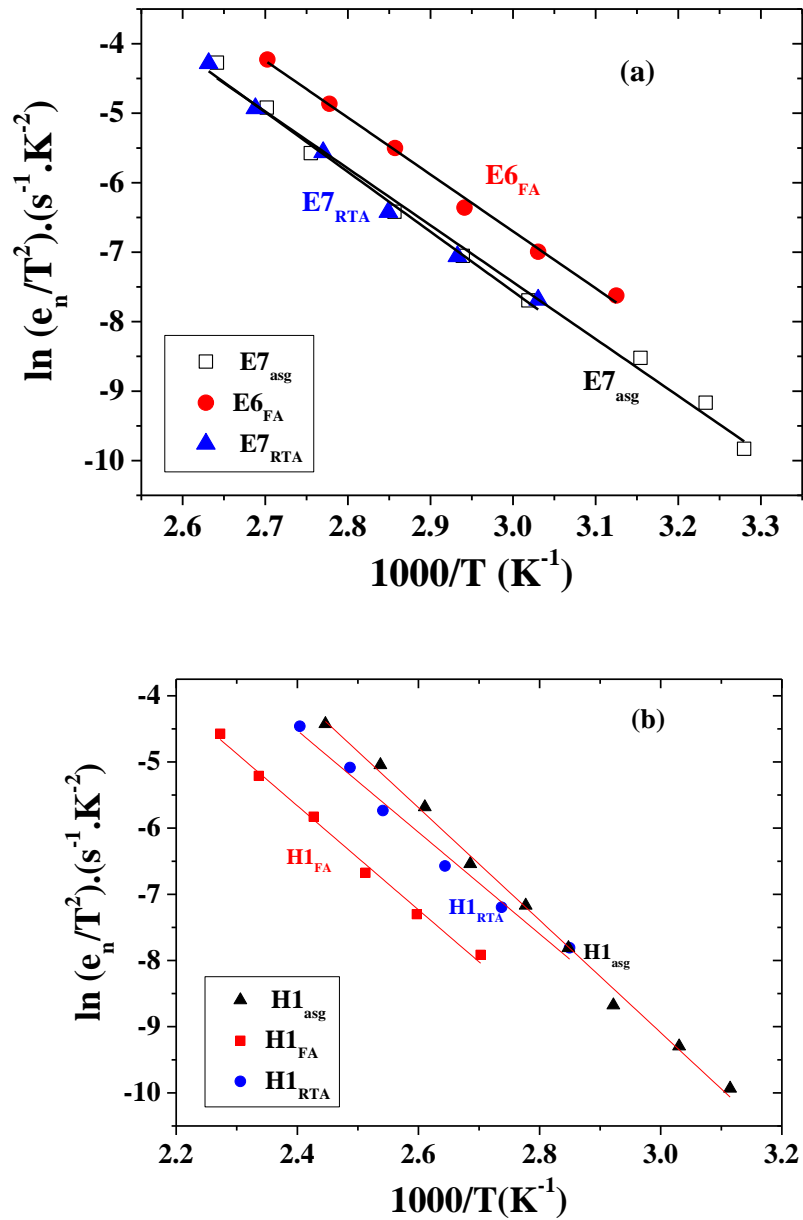 (a)
-4
-5
-6
-7
-8
-9
-10
ln (e_n/T^2).(s^-1.K^-2)
E6_FA
E7_RTA
E7_asg
E7_asg
E6_FA
E7_RTA
2.6 2.7 2.8 2.9 3.0 3.1 3.2 3.3
1000/T (K^-1)
(b)
-4
-5
-6
-7
-8
-9
-10
ln (e_n/T^2).(s^-1.K^-2)
H1_FA
H1_RTA
H1_asg
H1_asg
H1_FA
H1_RTA
2.2 2.4 2.6 2.8 3.0 3.2
1000/T(K^-1)